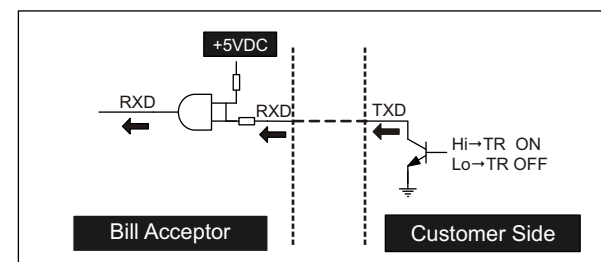 +5VDC
RXD
RXD
TXD
Hi→TR ON
Lo→TR OFF
Bill Acceptor
Customer Side